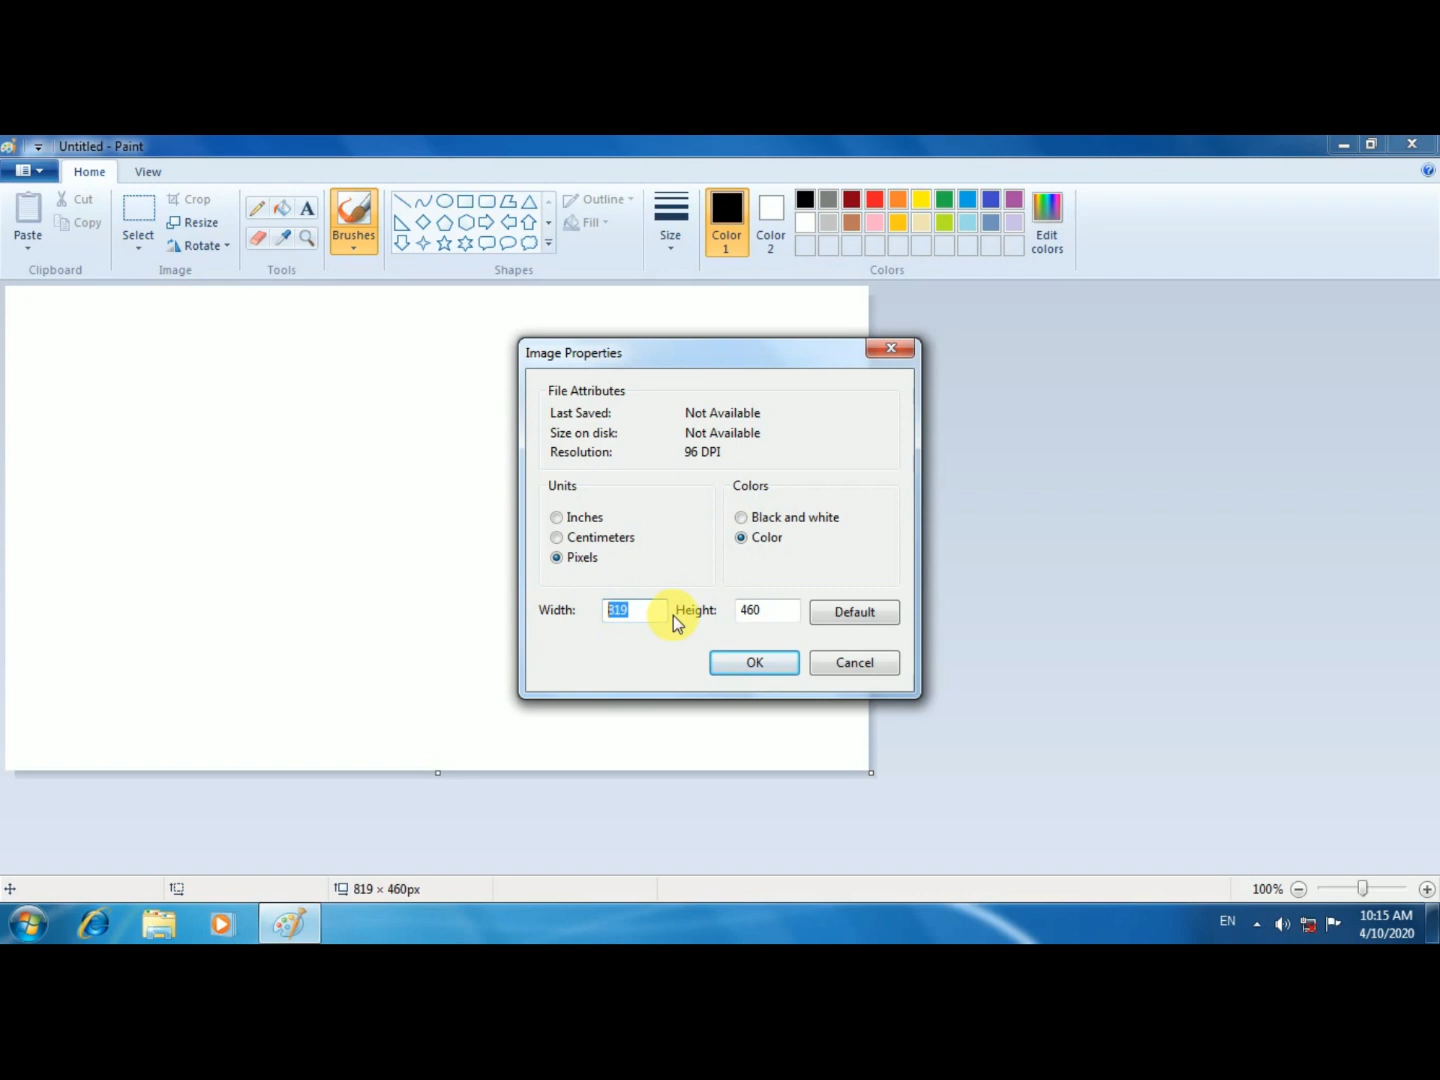 Untitled - Paint
Home View
Paste
Cut
Copy
Clipboard
Select
Crop
Resize
Rotate
Image
A
Tools
Brushes
Shapes
Outline
Fill
Size
Color 1
Color 2
Colors
Edit colors
Image Properties
File Attributes
Last Saved: Not Available
Size on disk: Not Available
Resolution: 96 DPI
Units
Inches
Centimeters
Pixels
Colors
Black and white
Color
Width: 819 Height: 460 Default
OK Cancel
819 × 460px 100%
EN 10:15 AM
4/10/2020